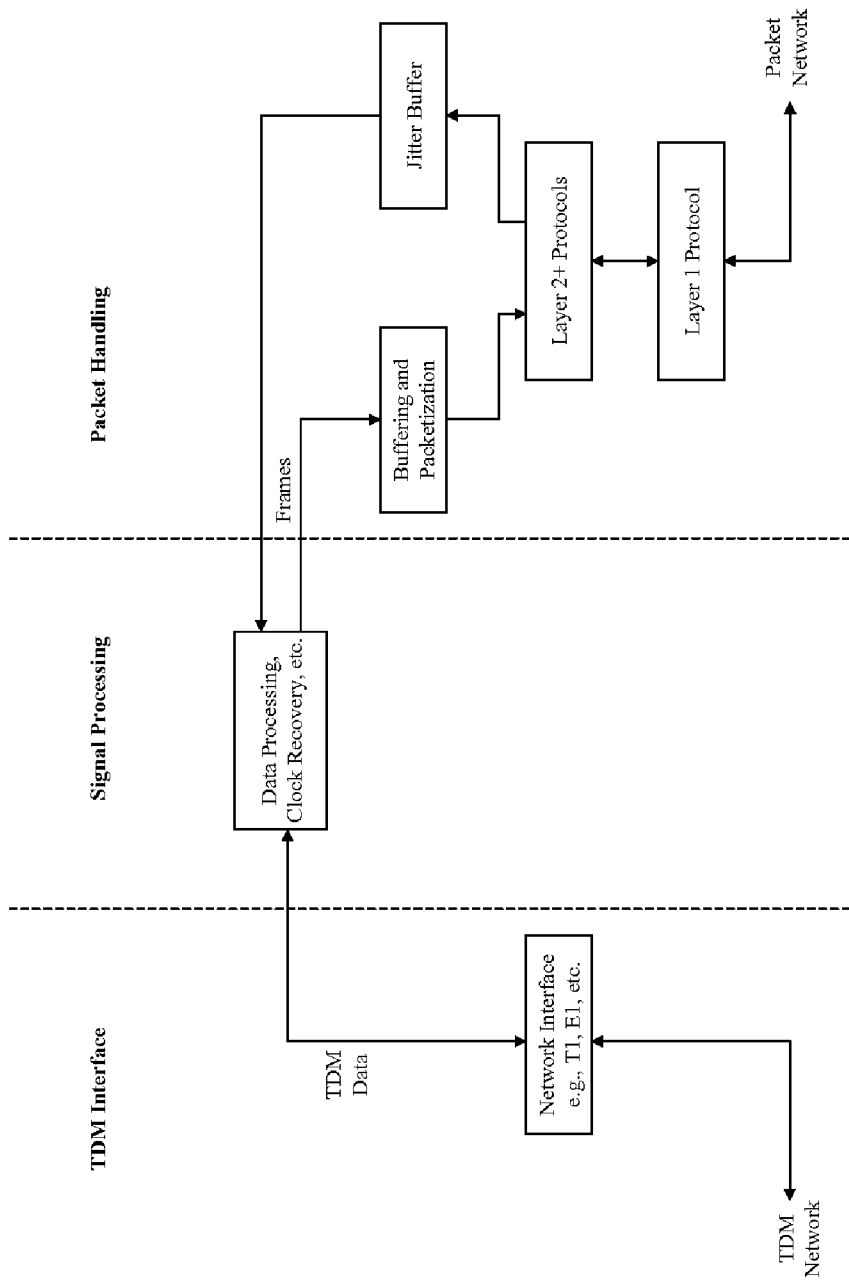 TDM Interface
Signal Processing
Packet Handling
Data Processing,
Clock Recovery, etc.
Frames
Jitter Buffer
Buffering and
Packetization
TDM
Data
Network Interface
e.g., T1, E1, etc.
Layer 2+ Protocols
Layer 1 Protocol
TDM
Network
Packet
Network